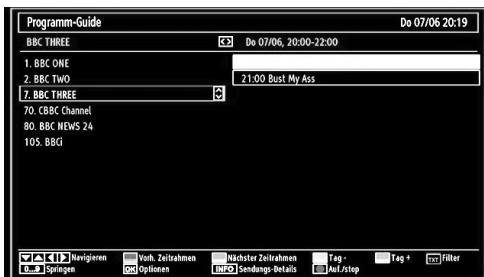 Programm-Guide Do 07/06 20:19
BBC THREE Do 07/06, 20:00-22:00
1. BBC ONE
2. BBC TWO 21:00 Bust My Ass
7. BBC THREE
70. CBBC Channel
80. BBC NEWS 24
105. BBCi
Navigieren Vorh. Zeitrahmen Nächster Zeitrahmen Tag - Tag + TXT Filter
0...9 Springen OK Optionen INFO Sendungs-Details Auf./stop